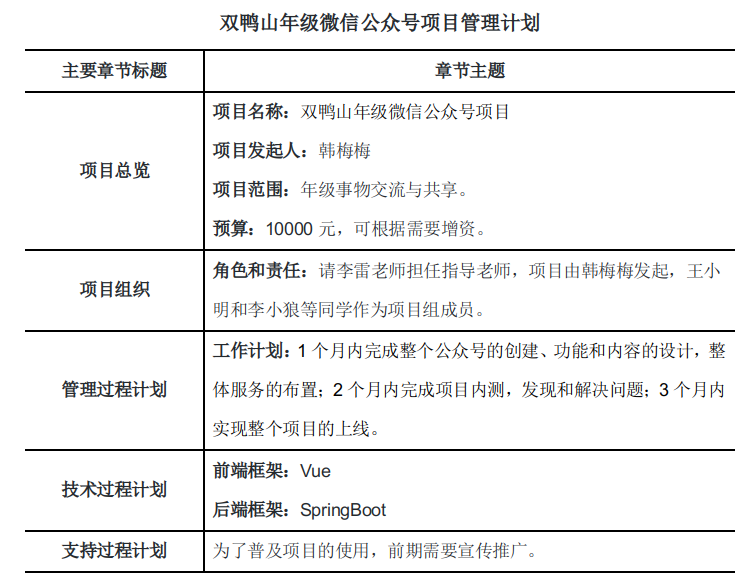 双鸭山年级微信公众号项目管理计划
主要章节标题 章节主题
项目总览
项目名称：双鸭山年级微信公众号项目
项目发起人：韩梅梅
项目范围：年级事物交流与共享。
预算：10000 元，可根据需要增资。
项目组织
角色和责任：请李雷老师担任指导老师，项目由韩梅梅发起，王小
明和李小狼等同学作为项目组成员。
管理过程计划
工作计划：1 个月内完成整个公众号的创建、功能和内容的设计，整
体服务的布置；2 个月内完成项目内测，发现和解决问题；3 个月内
实现整个项目的上线。
技术过程计划
前端框架：Vue
后端框架：SpringBoot
支持过程计划 为了普及项目的使用，前期需要宣传推广。